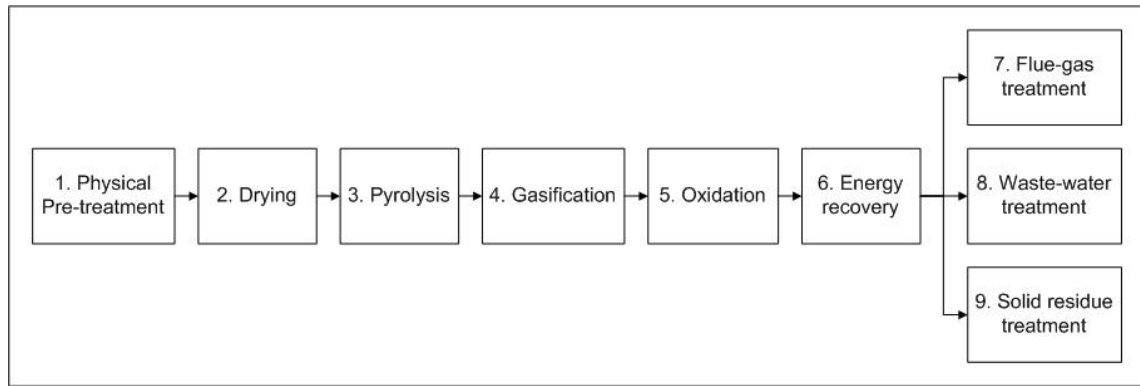 1. Physical
Pre-treatment
2. Drying
3. Pyrolysis
4. Gasification
5. Oxidation
6. Energy
recovery
7. Flue-gas
treatment
8. Waste-water
treatment
9. Solid residue
treatment